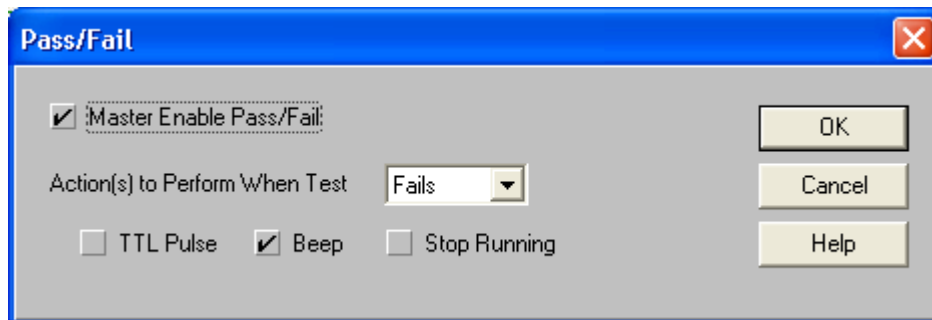 Pass/Fail
Master Enable Pass/Fail
OK
Action(s) to Perform When Test Fails
Cancel
TTL Pulse Beep Stop Running
Help